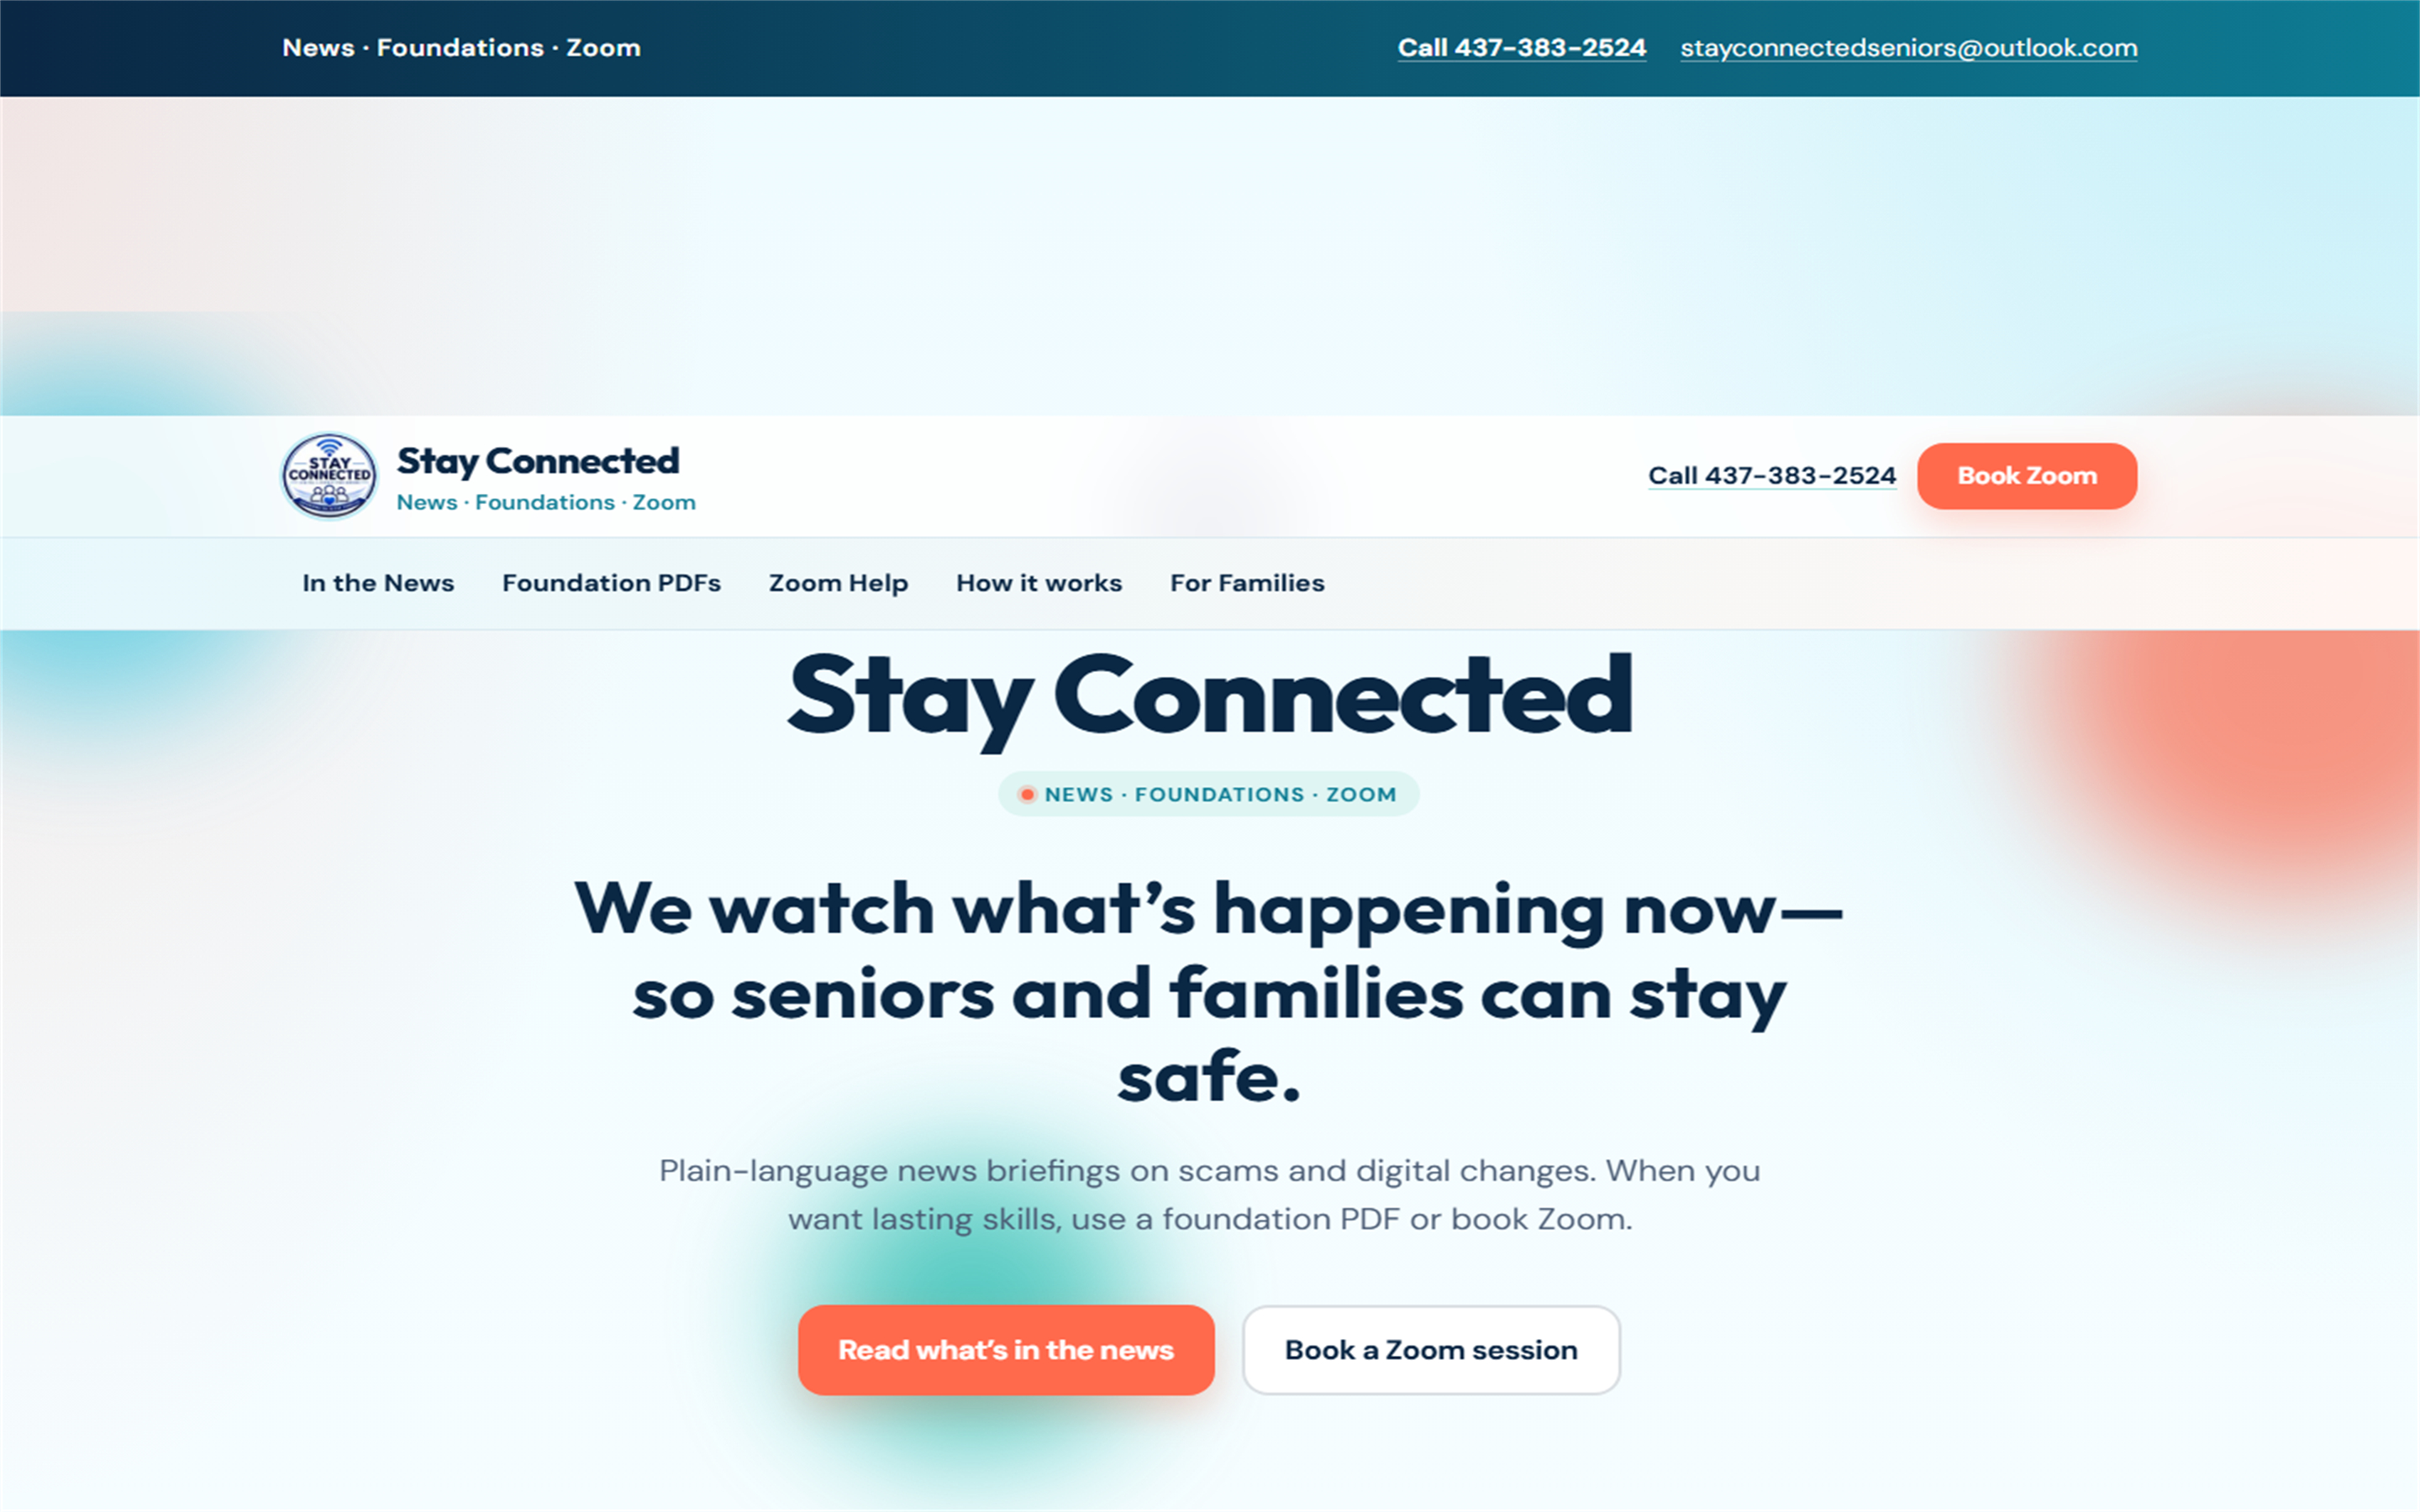 News · Foundations · Zoom
Call 437-383-2524
stayconnectedseniors@outlook.com
STAY
CONNECTED
Stay Connected
News · Foundations · Zoom
Call 437-383-2524
Book Zoom
In the News
Foundation PDFs
Zoom Help
How it works
For Families
Stay Connected
NEWS · FOUNDATIONS · ZOOM
We watch what’s happening now—
so seniors and families can stay
safe.
Plain-language news briefings on scams and digital changes. When you
want lasting skills, use a foundation PDF or book Zoom.
Read what’s in the news
Book a Zoom session